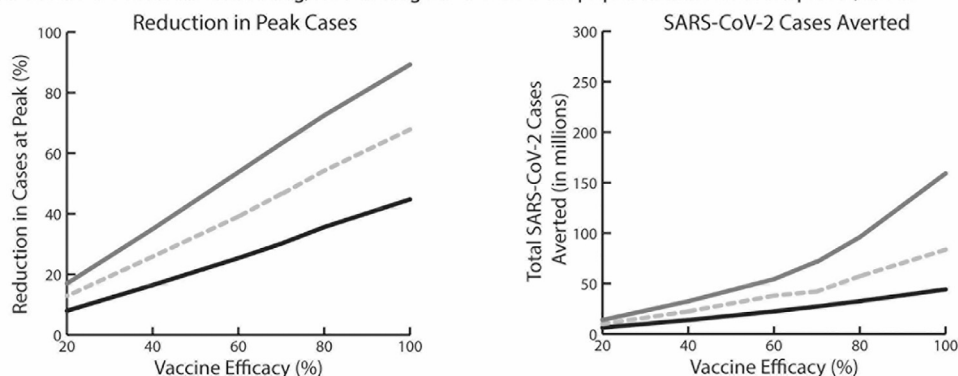 Reduction in Peak Cases
Reduction in Cases at Peak (%)
100
80
60
40
20
0
20 40 60 80 100
Vaccine Efficacy (%)
SARS-CoV-2 Cases Averted
Total SARS-CoV-2 Cases
Averted (in millions)
300
250
200
150
100
50
0
20 40 60 80 100
Vaccine Efficacy (%)